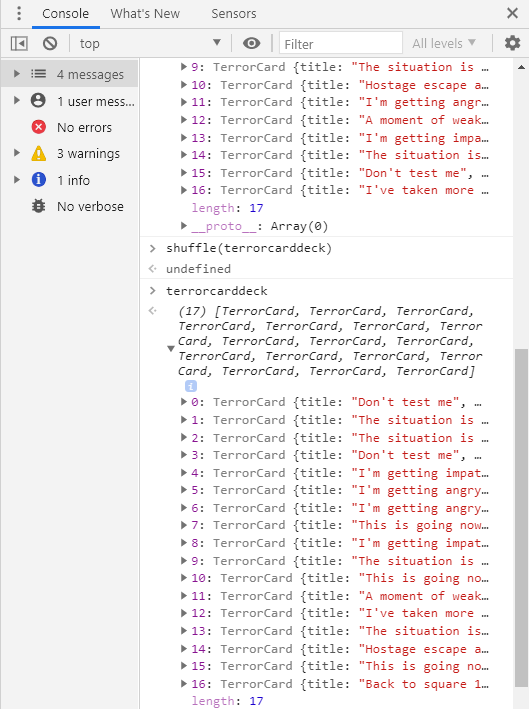 Console What's New Sensors
top Filter All levels
4 messages
1 user mess...
No errors
3 warnings
1 info
No verbose
9: TerrorCard {title: "The situation is …
10: TerrorCard {title: "Hostage escape a…
11: TerrorCard {title: "I'm getting angr…
12: TerrorCard {title: "A moment of weak…
13: TerrorCard {title: "I'm getting impa…
14: TerrorCard {title: "The situation is…
15: TerrorCard {title: "Don't test me", …
16: TerrorCard {title: "I've taken more …
length: 17
__proto__: Array(0)
shuffle(terrorcarddeck)
undefined
terrorcarddeck
(17) [TerrorCard, TerrorCard, TerrorCard,
TerrorCard, TerrorCard, TerrorCard, Terror
Card, TerrorCard, TerrorCard, TerrorCard,
TerrorCard, TerrorCard, TerrorCard, Terror
Card, TerrorCard, TerrorCard, TerrorCard]
i
0: TerrorCard {title: "Don't test me", …
1: TerrorCard {title: "The situation is …
2: TerrorCard {title: "The situation is …
3: TerrorCard {title: "Don't test me", …
4: TerrorCard {title: "I'm getting impat…
5: TerrorCard {title: "I'm getting angry…
6: TerrorCard {title: "I'm getting angry…
7: TerrorCard {title: "This is going now…
8: TerrorCard {title: "I'm getting impat…
9: TerrorCard {title: "The situation is …
10: TerrorCard {title: "This is going no…
11: TerrorCard {title: "A moment of weak…
12: TerrorCard {title: "I've taken more …
13: TerrorCard {title: "The situation is…
14: TerrorCard {title: "Hostage escape a…
15: TerrorCard {title: "This is going no…
16: TerrorCard {title: "Back to square 1…
length: 17